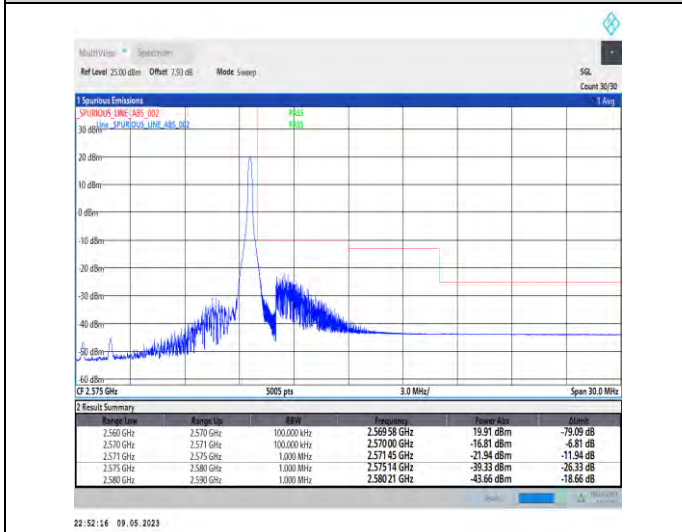 MultiView Spectrum
Ref Level 25.00 dBm Offset 7.93 dB Mode Sweep SGL
Count 30/30
1 Spurious Emissions 1 Avg
_SPURIOUS_LINE_ABS_002 PASS
30 dBm Line _SPURIOUS_LINE_ABS_002 PASS
20 dBm
10 dBm
0 dBm
-10 dBm
-20 dBm
-30 dBm
-40 dBm
-50 dBm
-60 dBm
CF 2.575 GHz 5005 pts 3.0 MHz/ Span 30.0 MHz
2 Result Summary
Range Low Range Up RBW Frequency Power Abs ΔLimit
2.560 GHz 2.570 GHz 100.000 kHz 2.569 58 GHz 19.91 dBm -79.09 dB
2.570 GHz 2.571 GHz 100.000 kHz 2.570 00 GHz -16.81 dBm -6.81 dB
2.571 GHz 2.575 GHz 1.000 MHz 2.571 45 GHz -21.94 dBm -11.94 dB
2.575 GHz 2.580 GHz 1.000 MHz 2.575 14 GHz -39.33 dBm -26.33 dB
2.580 GHz 2.590 GHz 1.000 MHz 2.580 21 GHz -43.66 dBm -18.66 dB
22:52:16 09.05.2023